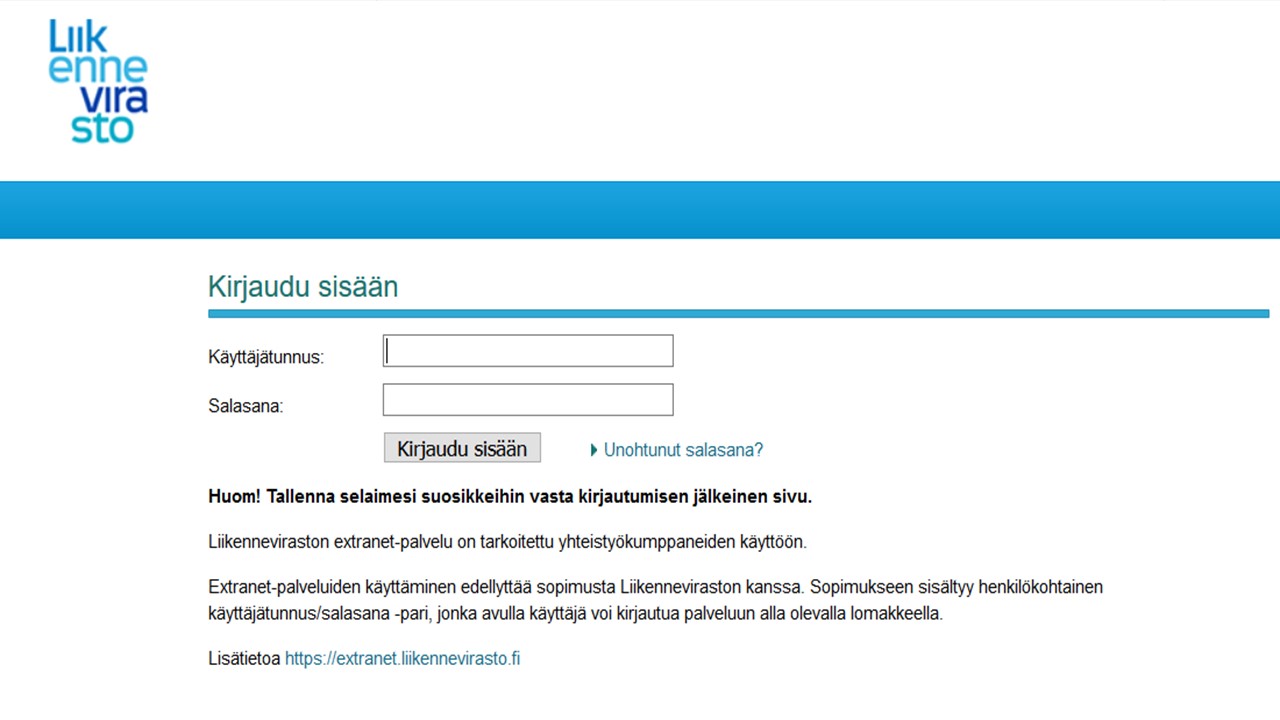 Liik
enne
vira
sto
Kirjaudu sisään
Käyttäjätunnus:
Salasana:
Kirjaudu sisään
Unohtunut salasana?
Huom! Tallenna selaimesi suosikkeihin vasta kirjautumisen jälkeinen sivu.
Liikenneviraston extranet-palvelu on tarkoitettu yhteistyökumppaneiden käyttöön.
Extranet-palveluiden käyttäminen edellyttää sopimusta Liikenneviraston kanssa. Sopimukseen sisältyy henkilökohtainen
käyttäjätunnus/salasana -pari, jonka avulla käyttäjä voi kirjautua palveluun alla olevalla lomakkeella.
Lisätietoa https://extranet.liikennevirasto.fi